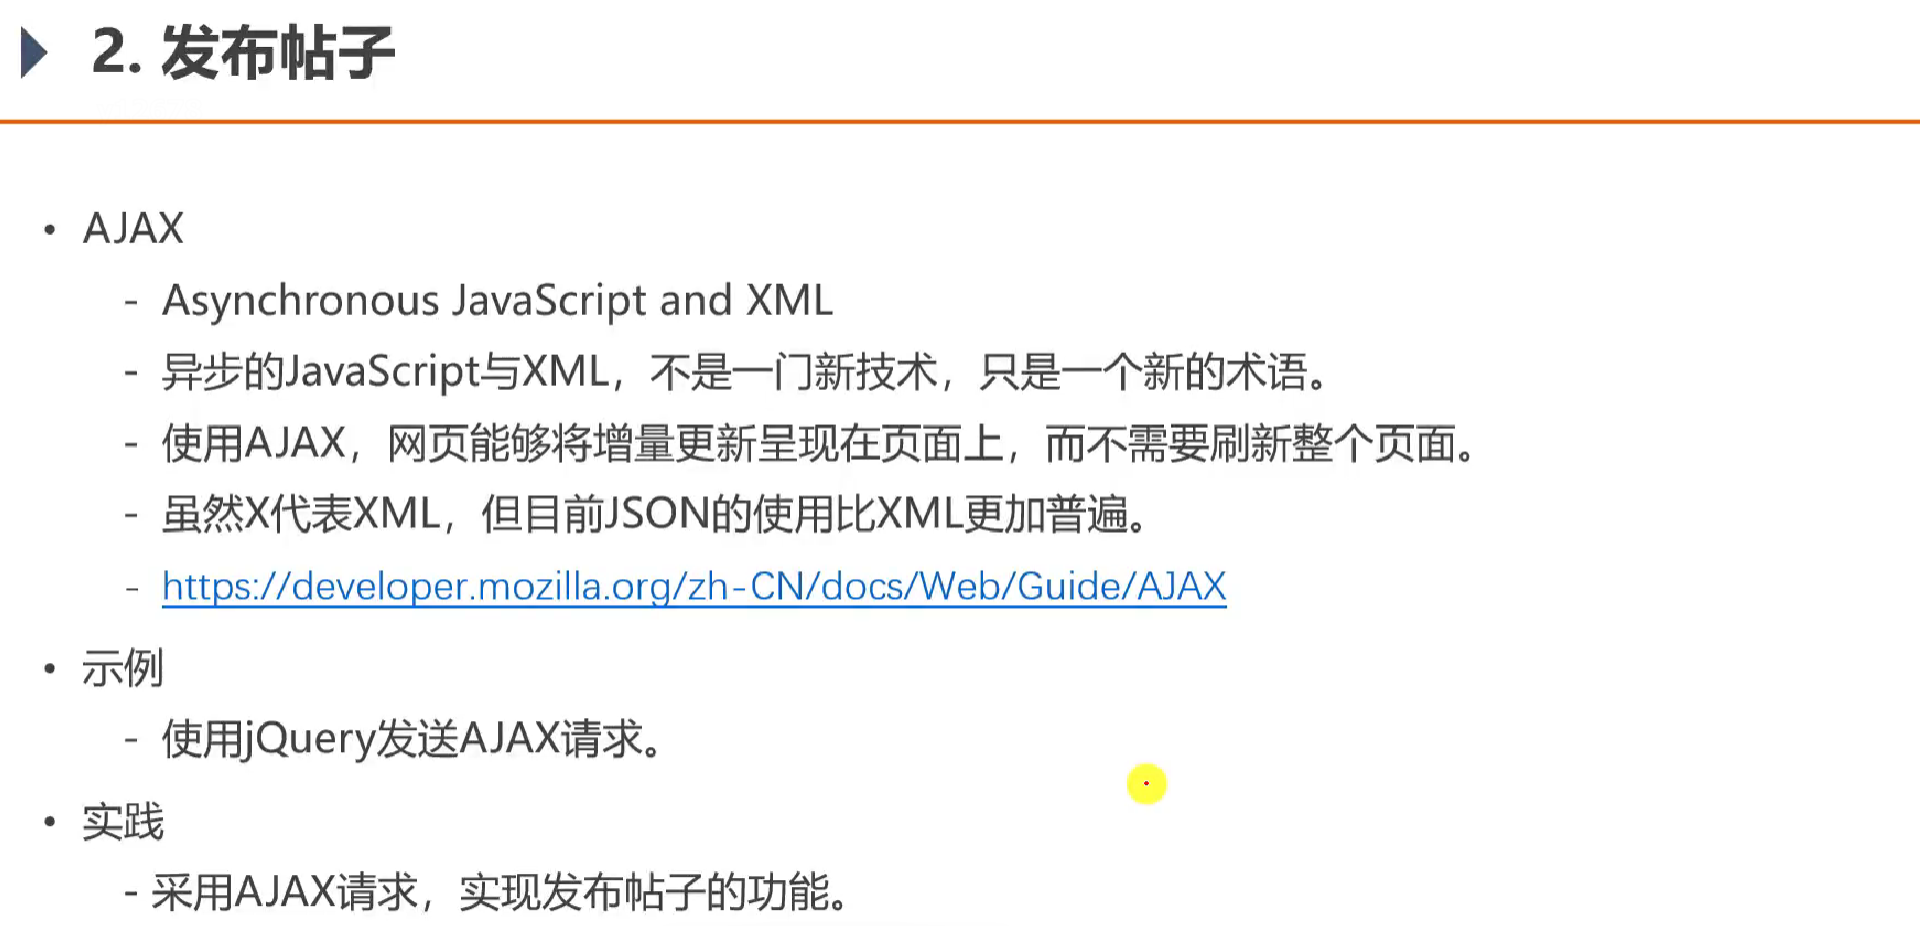 2. 发布帖子
• AJAX
- Asynchronous JavaScript and XML
- 异步的JavaScript与XML，不是一门新技术，只是一个新的术语。
- 使用AJAX，网页能够将增量更新呈现在页面上，而不需要刷新整个页面。
- 虽然X代表XML，但目前JSON的使用比XML更加普遍。
- https://developer.mozilla.org/zh-CN/docs/Web/Guide/AJAX
• 示例
- 使用jQuery发送AJAX请求。
• 实践
- 采用AJAX请求，实现发布帖子的功能。